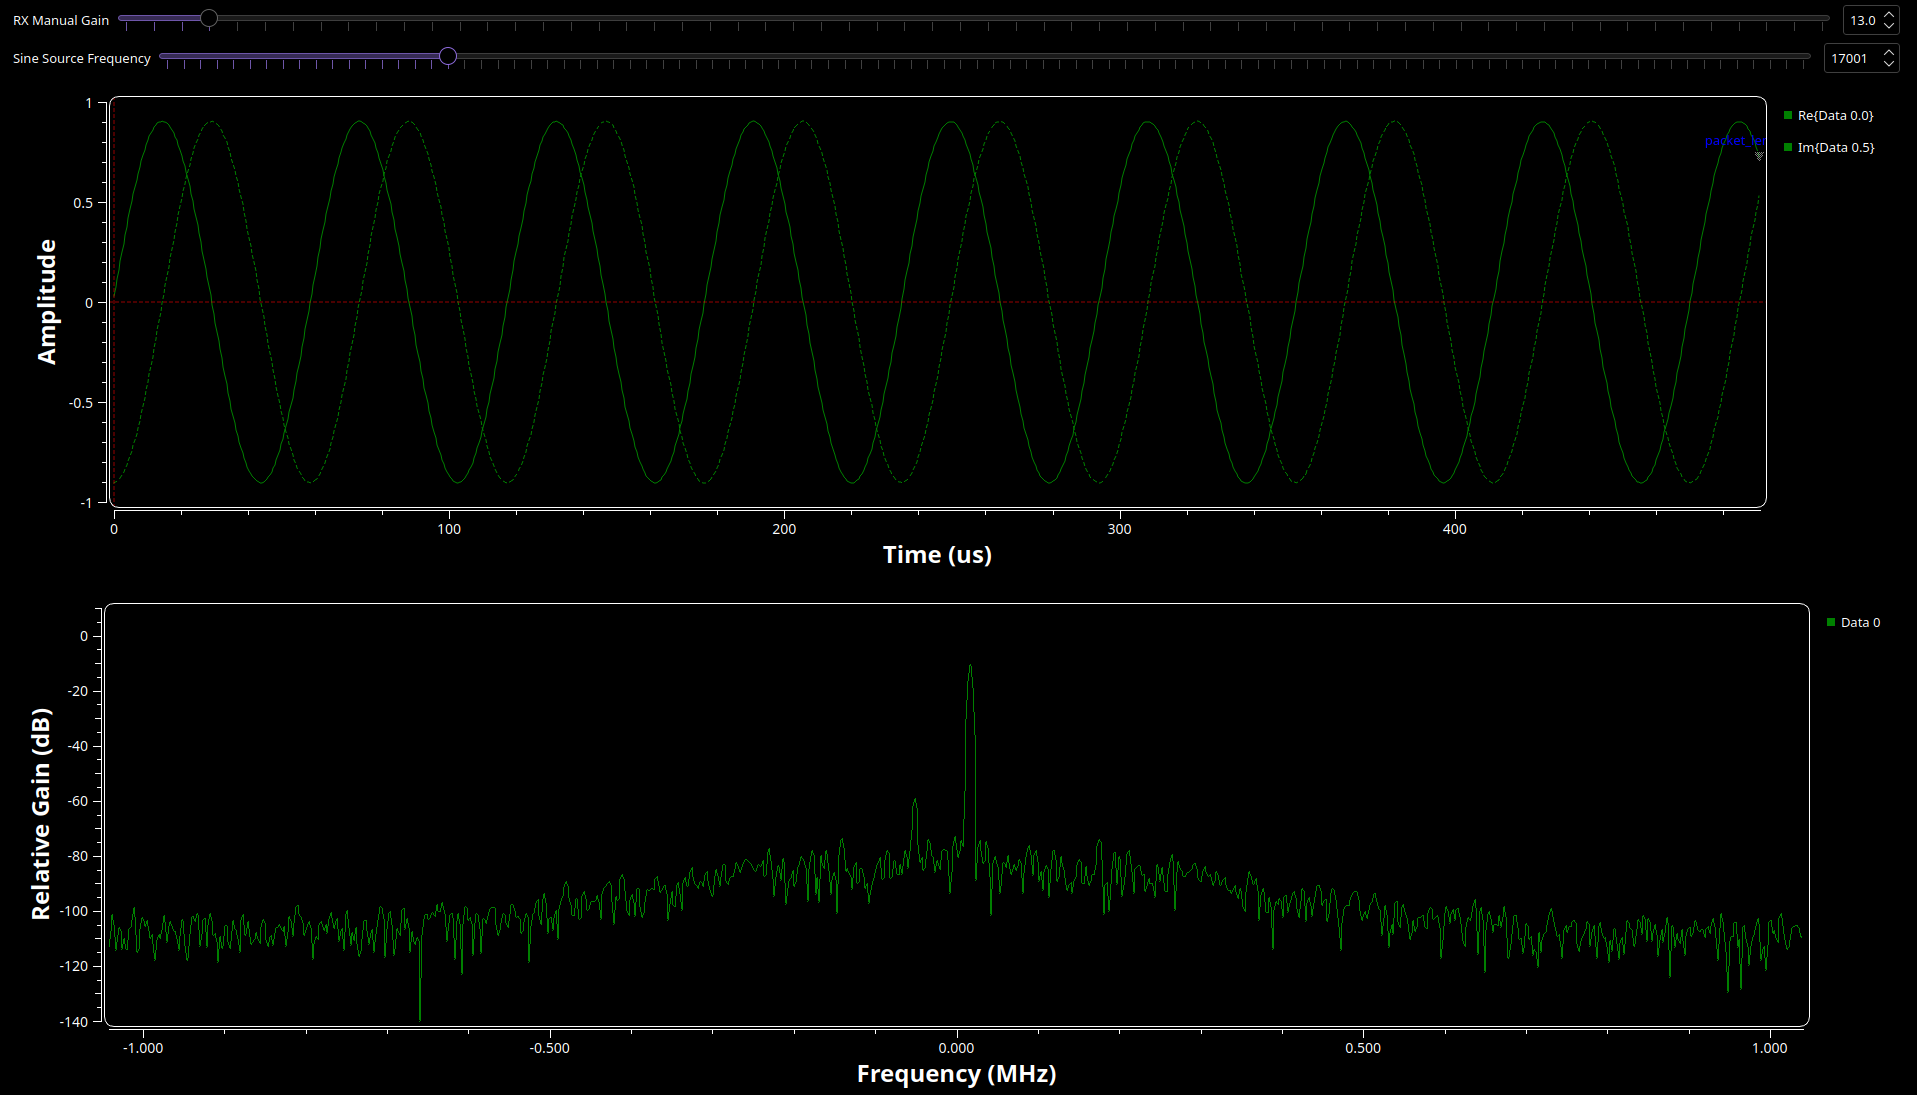 RX Manual Gain
13.0
Sine Source Frequency
17001
1
0.5
0
-0.5
-1
Amplitude
0
100
200
300
400
Time (us)
Re{Data 0.0}
Im{Data 0.5}
0
-20
-40
-60
-80
-100
-120
-140
Relative Gain (dB)
-1.000
-0.500
0.000
0.500
1.000
Frequency (MHz)
Data 0